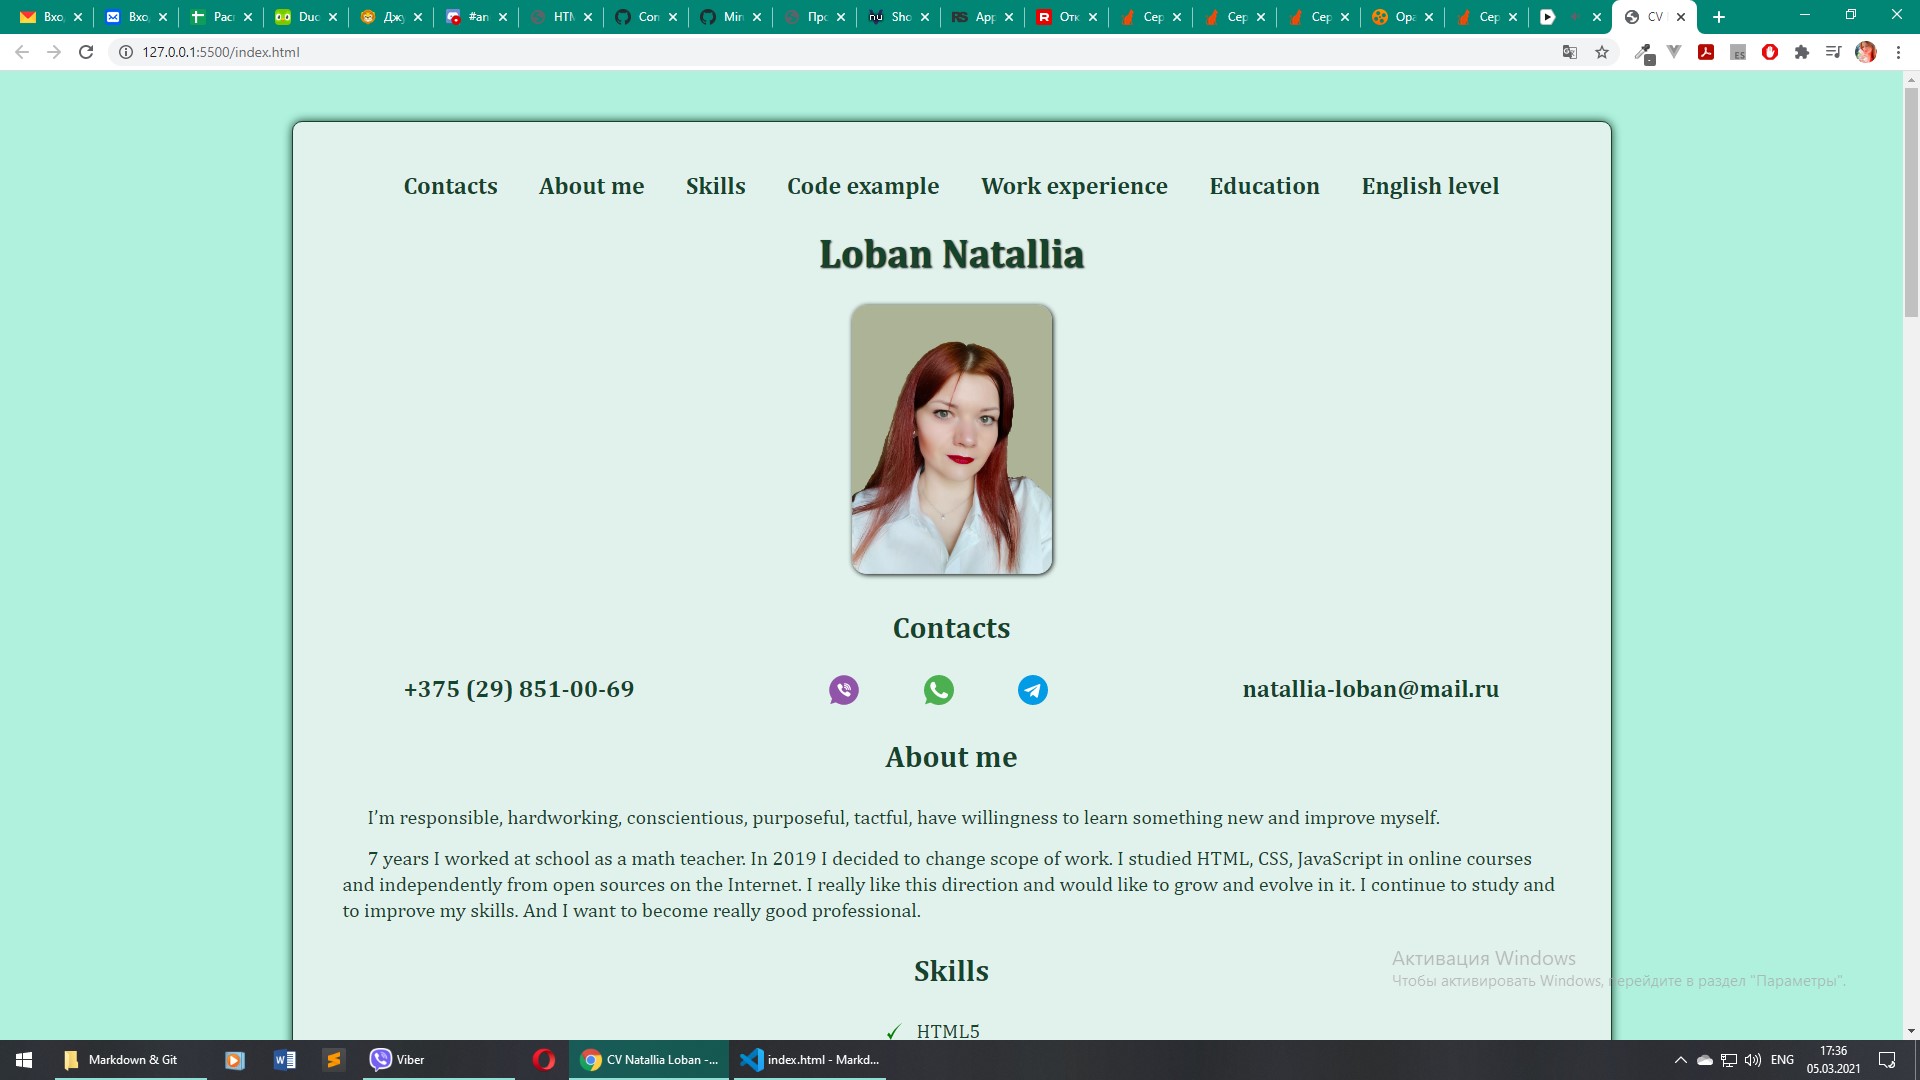 Вхо,
Вхо,
Рас
Duc
Джу
#an
HTM
Con
Min
Про
Sho
App
Отк
Сер
Сер
Сер
Ора
Сер
CV
127.0.0.1:5500/index.html
Contacts About me Skills Code example Work experience Education English level
Loban Natallia
Contacts
+375 (29) 851-00-69
natallia-loban@mail.ru
About me
I’m responsible, hardworking, conscientious, purposeful, tactful, have willingness to learn something new and improve myself.
7 years I worked at school as a math teacher. In 2019 I decided to change scope of work. I studied HTML, CSS, JavaScript in online courses
and independently from open sources on the Internet. I really like this direction and would like to grow and evolve in it. I continue to study and
to improve my skills. And I want to become really good professional.
Skills
HTML5
Активация Windows
Чтобы активировать Windows, перейдите в раздел "Параметры".
Markdown & Git
Viber
CV Natallia Loban -...
index.html - Markd...
ENG
17:36
05.03.2021